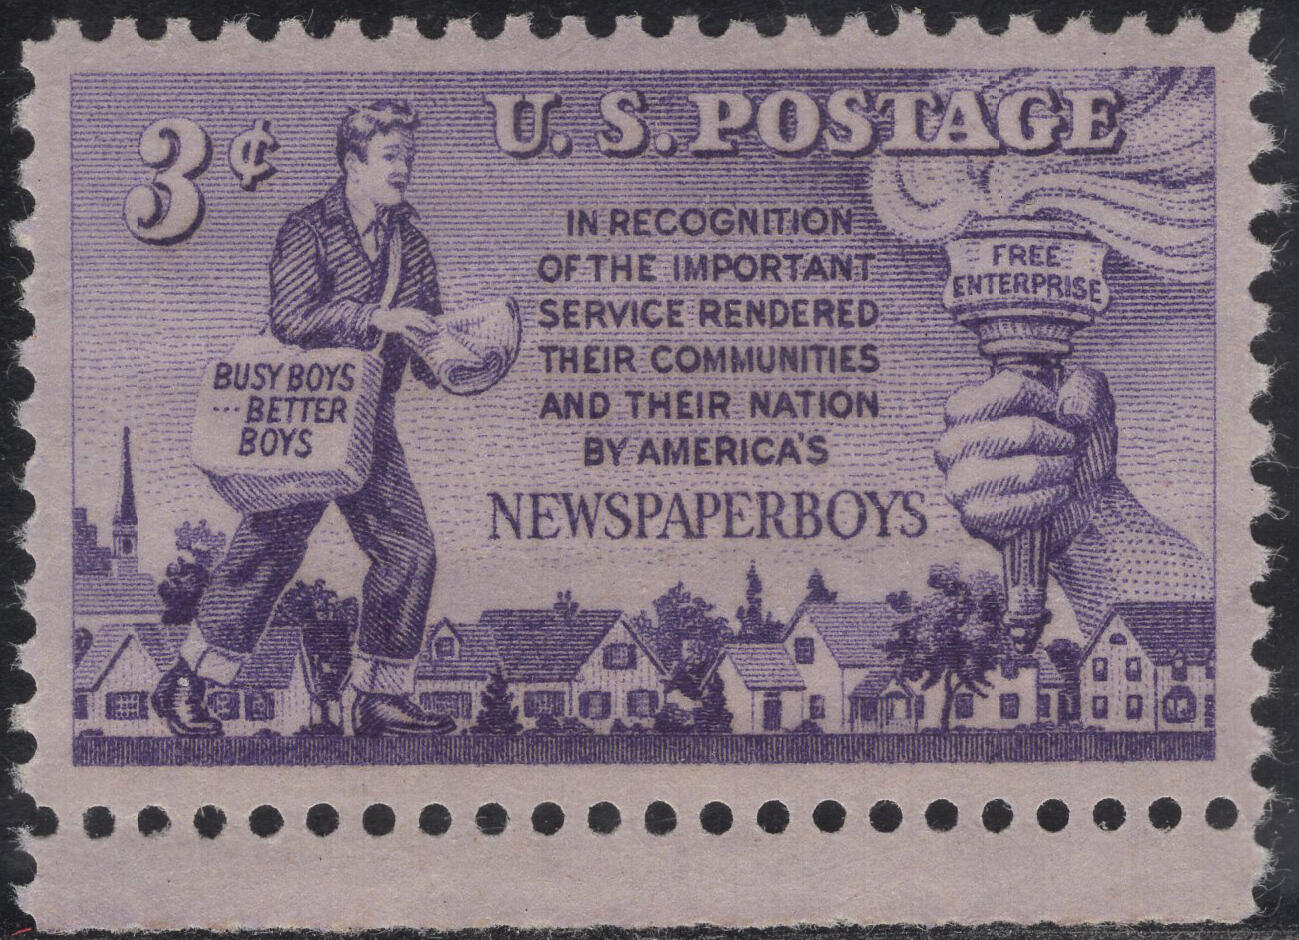 3¢
U. S. POSTAGE
IN RECOGNITION
OF THE IMPORTANT
SERVICE RENDERED
THEIR COMMUNITIES
AND THEIR NATION
BY AMERICA'S
NEWSPAPERBOYS
BUSY BOYS
... BETTER
BOYS
FREE
ENTERPRISE